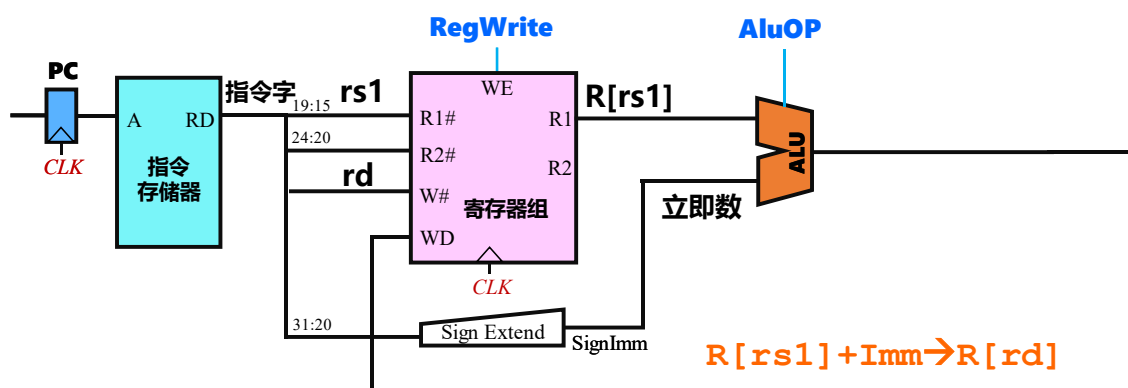 RegWrite
AluOP
PC
指令字
rs1
R[rs1]
WE
19:15
A
RD
R1#
R1
24:20
R2#
R2
ALU
CLK
指令
存储器
rd
W#
寄存器组
立即数
WD
CLK
31:20
Sign Extend
SignImm
R[rs1]+Imm→R[rd]